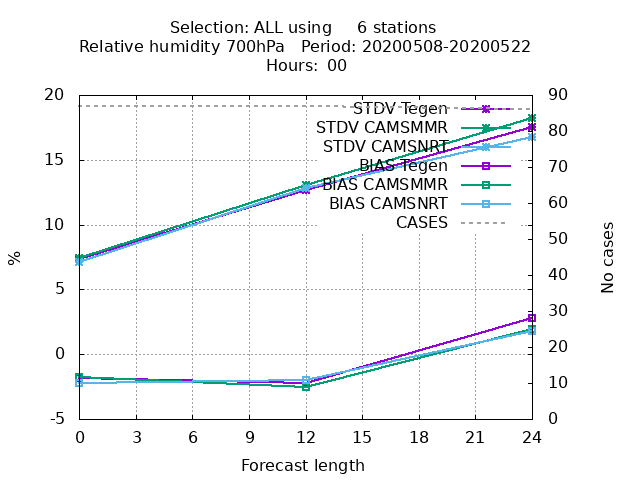 Selection: ALL using     6 stations
Relative humidity 700hPa   Period: 20200508-20200522
Hours: 00
20
15
10
5
0
-5
%
90
80
70
60
50
40
30
20
10
0
No cases
STDV Tegen
STDV CAMSMMR
STDV CAMSNRT
BIAS Tegen
BIAS CAMSMMR
BIAS CAMSNRT
CASES
0 3 6 9 12 15 18 21 24
Forecast length